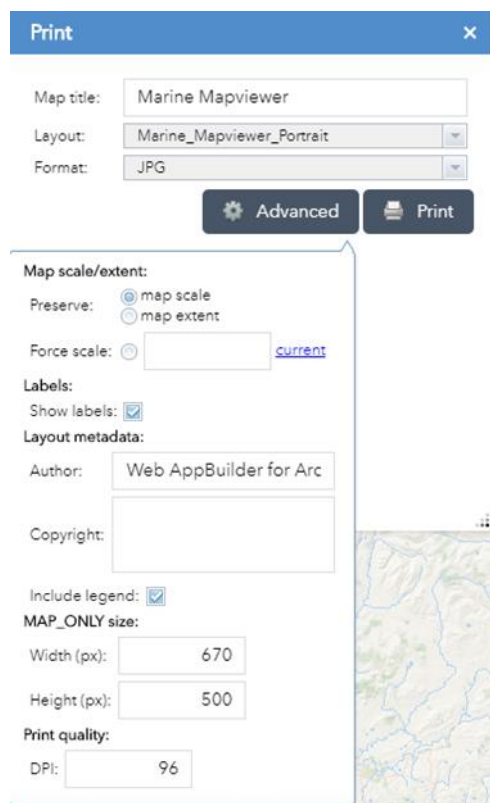 Print ×
Map title: Marine Mapviewer
Layout: Marine_Mapviewer_Portrait
Format: JPG
Advanced Print
Map scale/extent:
Preserve: map scale
map extent
Force scale: current
Labels:
Show labels:
Layout metadata:
Author: Web AppBuilder for Arc
Copyright:
Include legend:
MAP_ONLY size:
Width (px): 670
Height (px): 500
Print quality:
DPI: 96